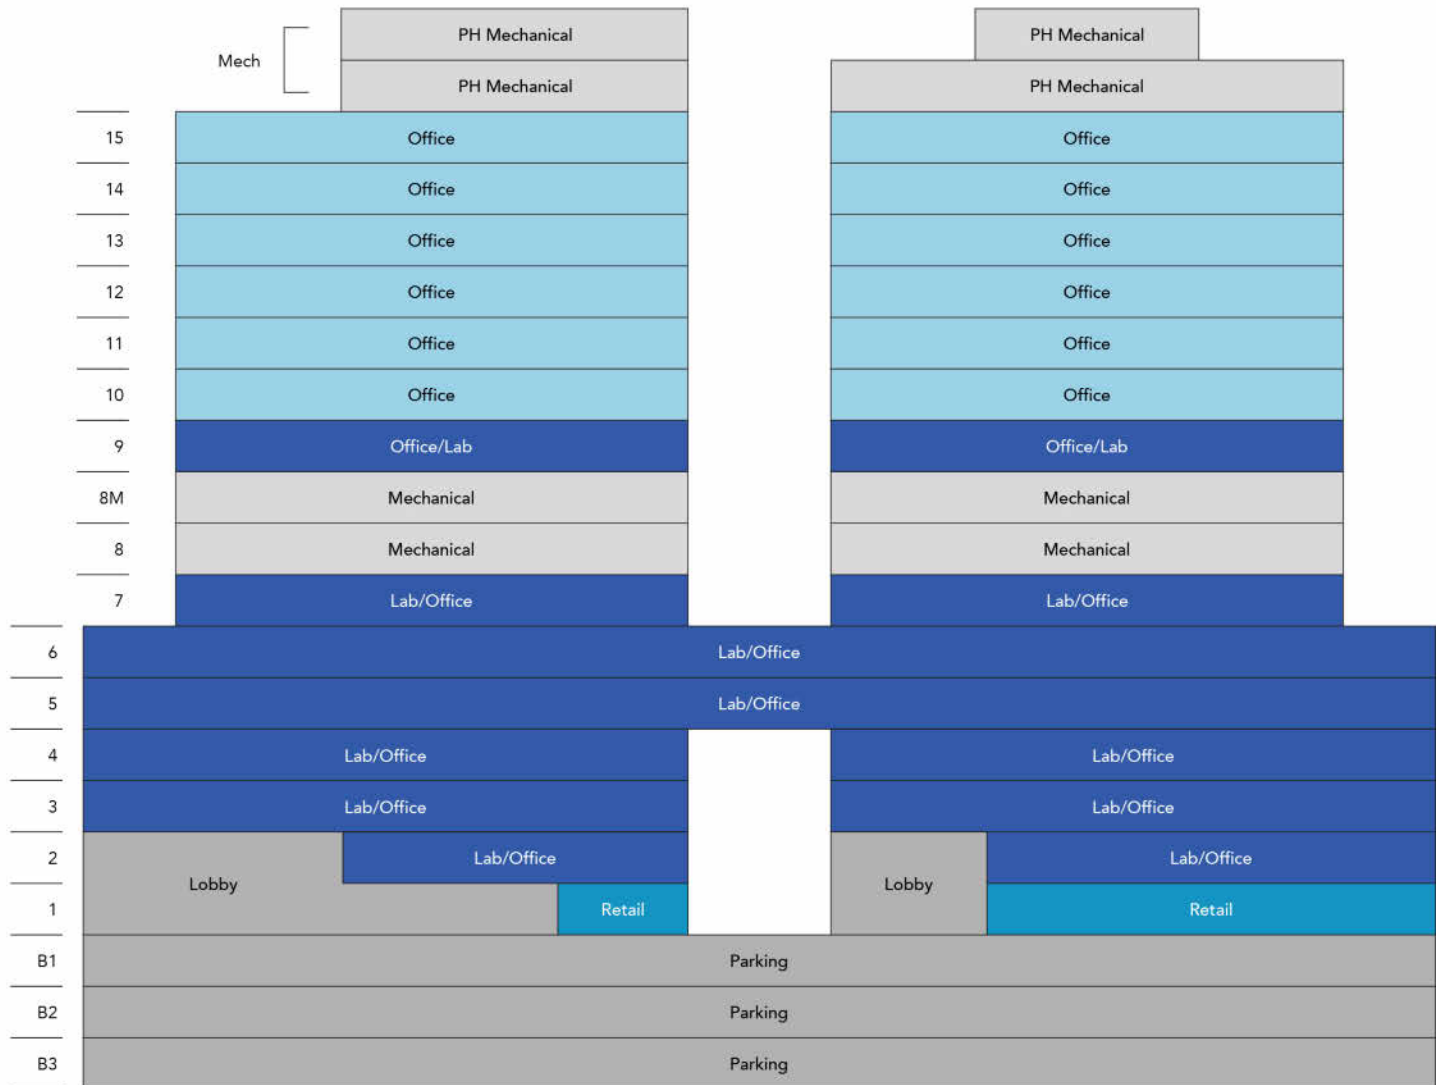 PH Mechanical PH Mechanical
Mech
PH Mechanical PH Mechanical
15 Office Office
14 Office Office
13 Office Office
12 Office Office
11 Office Office
10 Office Office
9 Office/Lab Office/Lab
8M Mechanical Mechanical
8 Mechanical Mechanical
7 Lab/Office Lab/Office
6 Lab/Office
5 Lab/Office
4 Lab/Office Lab/Office
3 Lab/Office Lab/Office
2 Lab/Office Lab/Office
Lobby Lobby
1 Retail Retail
B1 Parking
B2 Parking
B3 Parking